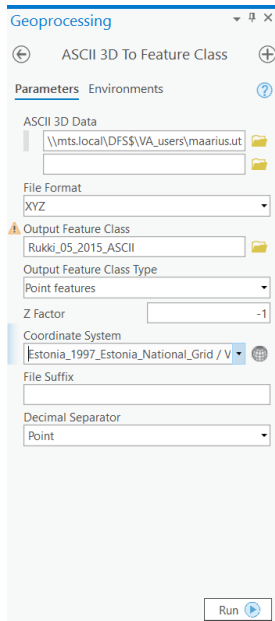 Geoprocessing
ASCII 3D To Feature Class
Parameters Environments
ASCII 3D Data
\\mts.local\DFS$\VA_users\maarius.ut
File Format
XYZ
Output Feature Class
Rukki_05_2015_ASCII
Output Feature Class Type
Point features
Z Factor
-1
Coordinate System
Estonia_1997_Estonia_National_Grid / V
File Suffix
Decimal Separator
Point
Run